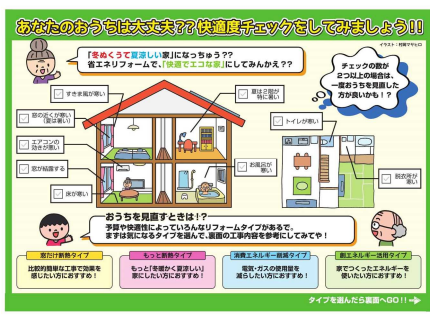 あなたのおうちは大丈夫??快適度チェックをしてみましょう!!
イラスト:村岡マサヒロ
「冬ぬくうて夏涼しい家」になっちゅう??
省エネリフォームで、「快適でエコな家」にしてみんかえ??
チェックの数が
2つ以上の場合は、
一度おうちを見直した
方が良いかも!?
すきま風が寒い
夏は2階が
特に暑い
窓の近くが寒い
(夏は暑い)
トイレが寒い
エアコンの
効きが悪い
窓が結露する
お風呂が
寒い
脱衣所が
寒い
床が寒い
おうちを見直すときは!?
予算や快適性によっていろんなリフォームタイプがあるで。
まずは気になるタイプを選んで、裏面の工事内容を参考にしてみてや!
窓だけ断熱タイプ
比較的簡単な工事で効果を
感じたい方におすすめ!
もっと断熱タイプ
もっと「冬暖かく夏涼しい」
家にしたい方におすすめ!
消費エネルギー削減タイプ
電気・ガスの使用量を
減らしたい方におすすめ!
創エネルギー活用タイプ
家でつくったエネルギーを
使いたい方におすすめ!
タイプを選んだら裏面へGO!!